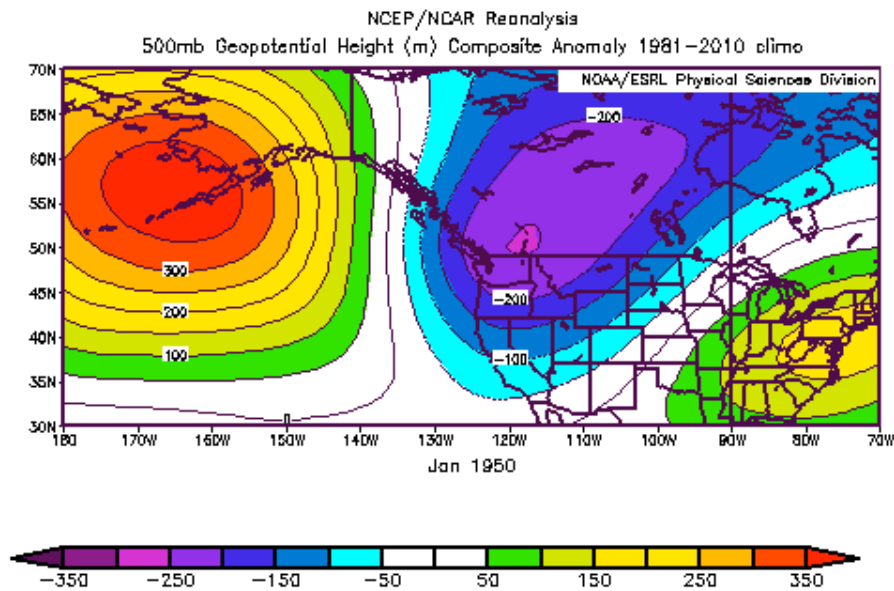 NCEP/NCAR Reanalysis
500mb Geopotential Height (m) Composite Anomaly 1981-2010 climo
NOAA/ESRL Physical Sciences Division
70N
65N
60N
55N
50N
45N
40N
35N
30N
-200
300
200
100
-200
-100
0
180 170W 160W 150W 140W 130W 120W 110W 100W 90W 80W 70W
Jan 1950
-350 -250 -150 -50 50 150 250 350